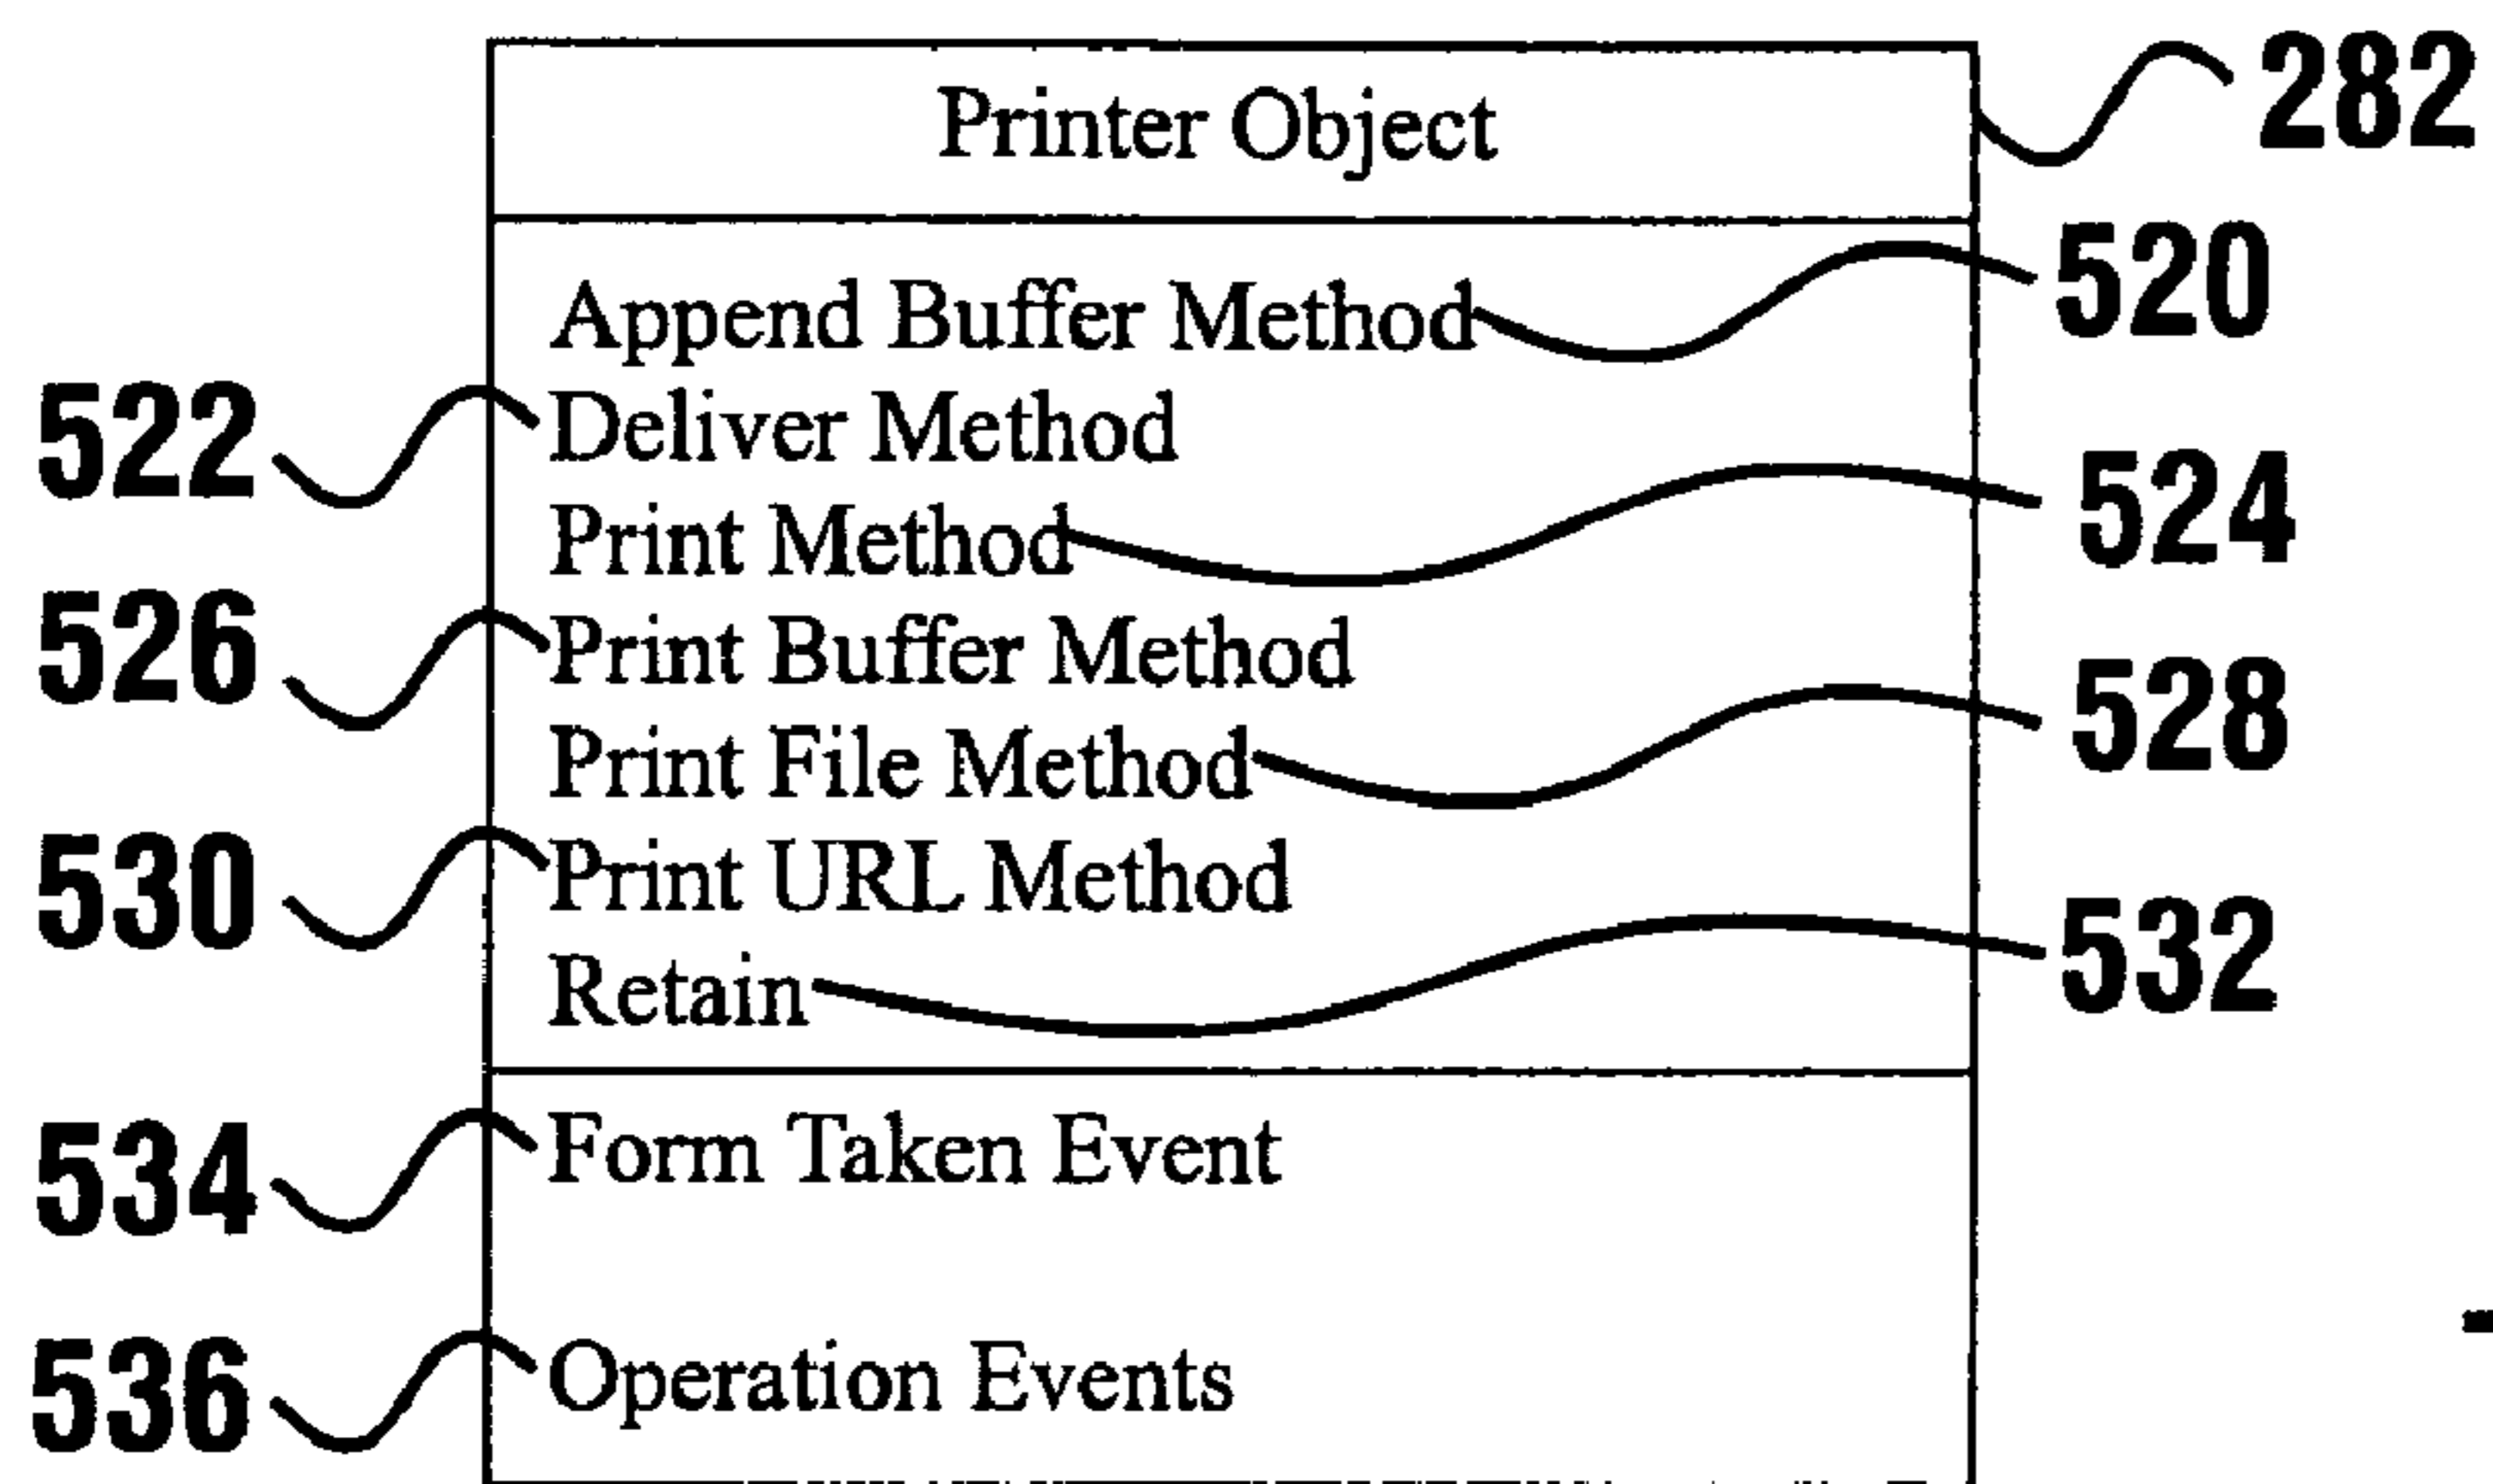 Printer Object 282
Append Buffer Method 520
522 Deliver Method
Print Method 524
526 Print Buffer Method
Print File Method 528
530 Print URL Method
Retain 532
534 Form Taken Event
536 Operation Events